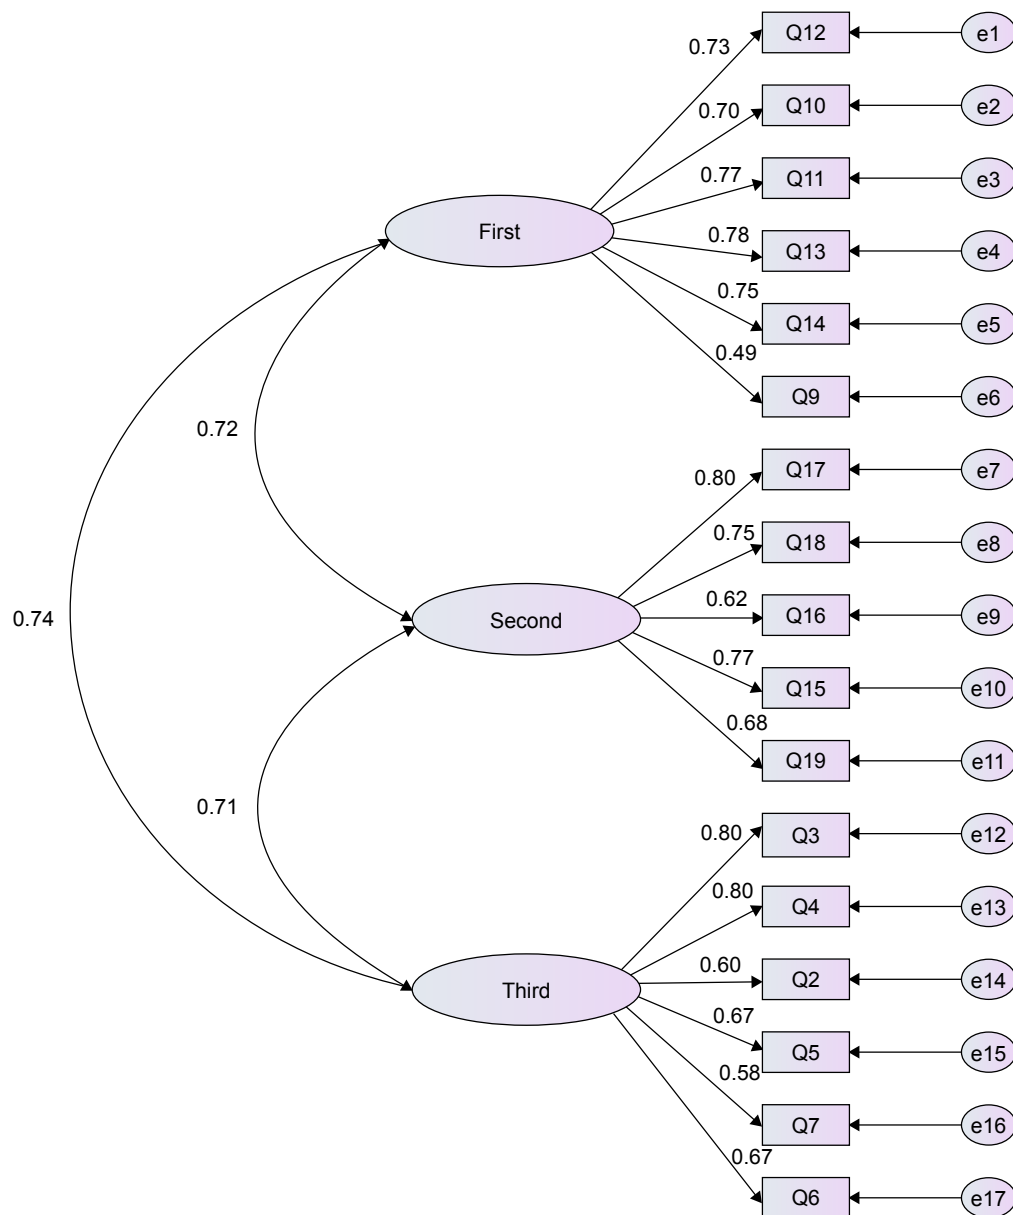 Q12
e1
0.73
Q10
e2
0.70
Q11
e3
0.77
First
Q13
e4
0.78
Q14
e5
0.75
Q9
e6
0.49
0.72
Q17
e7
0.80
Q18
e8
0.75
Q16
e9
0.62
Second
0.74
Q15
e10
0.77
Q19
e11
0.68
0.71
Q3
e12
0.80
Q4
e13
0.80
Q2
e14
0.60
Third
Q5
e15
0.67
Q7
e16
0.58
Q6
e17
0.67